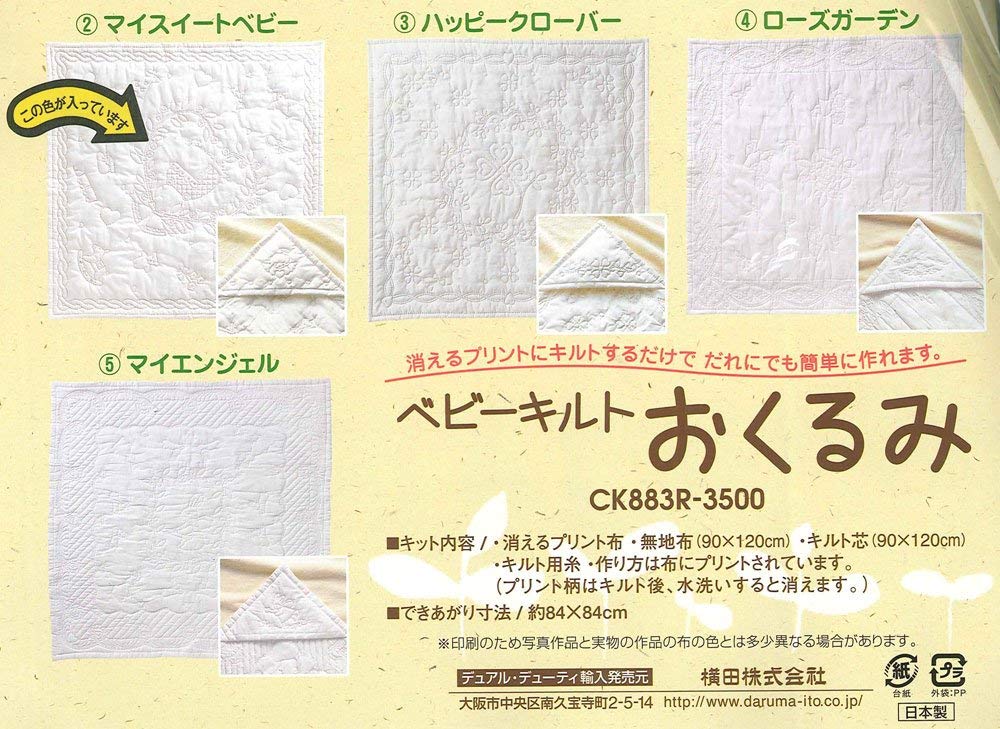 ② マイスイートベビー
③ ハッピークローバー
④ ローズガーデン
この色が入っています
⑤ マイエンジェル
消えるプリントにキルトするだけで だれにでも簡単に作れます。
ベビーキルト おくるみ
CK883R-3500
■キット内容/・消えるプリント布 ・無地布(90×120cm) ・キルト芯(90×120cm)
・キルト用糸 ・作り方は布にプリントされています。
(プリント柄はキルト後、水洗いすると消えます。)
■できあがり寸法/約84×84cm
※印刷のため写真作品と実物の作品の布の色とは多少異なる場合があります。
デュアル・デューティ輸入発売元 横田株式会社
大阪市中央区南久宝寺町2-5-14 http://www.daruma-ito.co.jp/
紙
台紙
プラ
外袋:PP
日本製